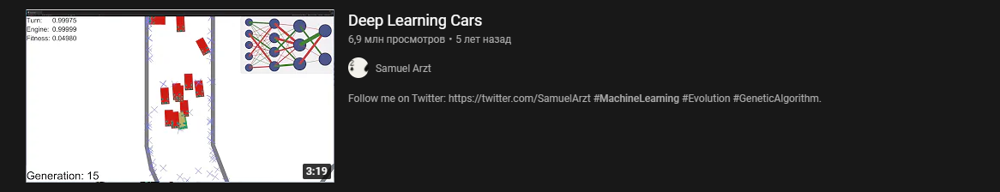 Turn: 0.99975
Engine: 0.99999
Fitness: 0.04980
Generation: 15
3:19
Deep Learning Cars
6,9 млн просмотров • 5 лет назад
Samuel Arzt
Follow me on Twitter: https://twitter.com/SamuelArzt #MachineLearning #Evolution #GeneticAlgorithm.